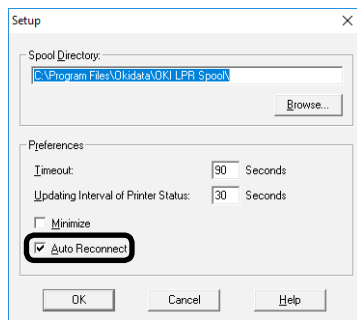 Setup
Spool Directory:
C:\Program Files\Okidata\OKI LPR Spool\
Browse...
Preferences
Timeout: 90 Seconds
Updating Interval of Printer Status: 30 Seconds
Minimize
Auto Reconnect
OK Cancel Help